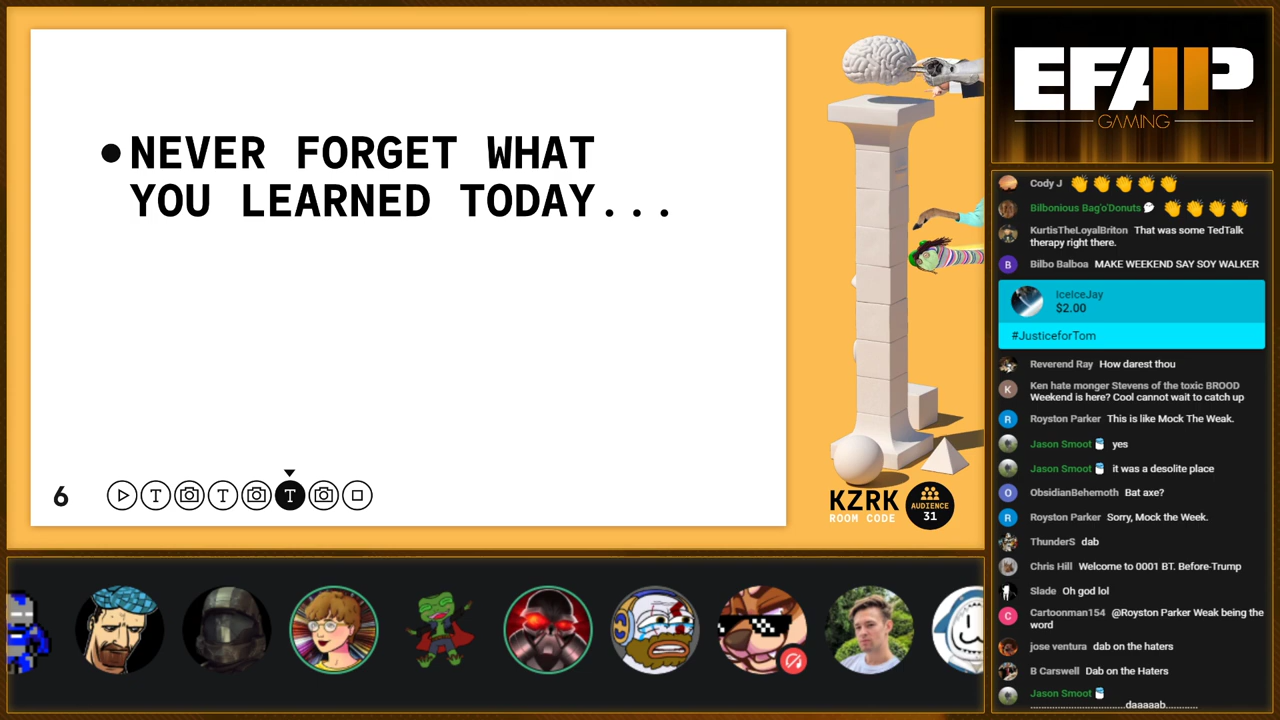 NEVER FORGET WHAT
YOU LEARNED TODAY...
6
T
T
T
KZRK
ROOM CODE
AUDIENCE
31
EFAP
GAMING
Cody J 👏👏👏👏👏
Bilbonious Bag'o'Donuts 👏👏👏👏
KurtisTheLoyalBriton That was some TedTalk
therapy right there.
B Bilbo Balboa MAKE WEEKEND SAY SOY WALKER
IceIceJay
$2.00
#JusticeforTom
Reverend Ray How darest thou
K Ken hate monger Stevens of the toxic BROOD
Weekend is here? Cool cannot wait to catch up
R Royston Parker This is like Mock The Weak.
Jason Smoot yes
Jason Smoot it was a desolite place
O ObsidianBehemoth Bat axe?
R Royston Parker Sorry, Mock the Week.
ThunderS dab
Chris Hill Welcome to 0001 BT. Before-Trump
Slade Oh god lol
C Cartoonman154 @Royston Parker Weak being the
word
jose ventura dab on the haters
B Carswell Dab on the Haters
Jason Smoot
...................................daaaaab...........